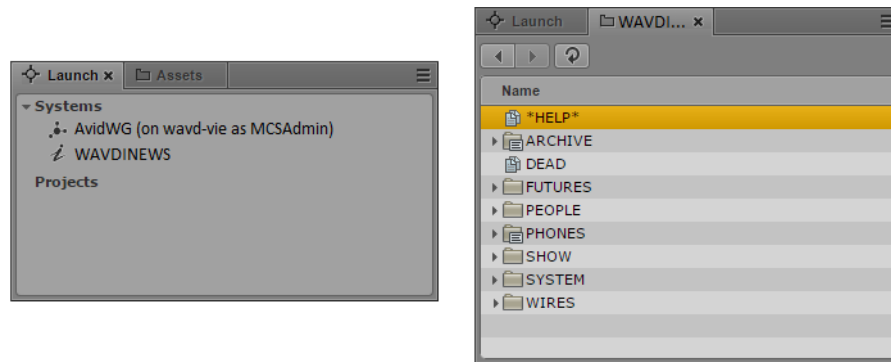 Launch x Assets
Systems
AvidWG (on wavd-vie as MCSAdmin)
WAVDINEWS
Projects
Launch WAVDI... x
Name
*HELP*
ARCHIVE
DEAD
FUTURES
PEOPLE
PHONES
SHOW
SYSTEM
WIRES